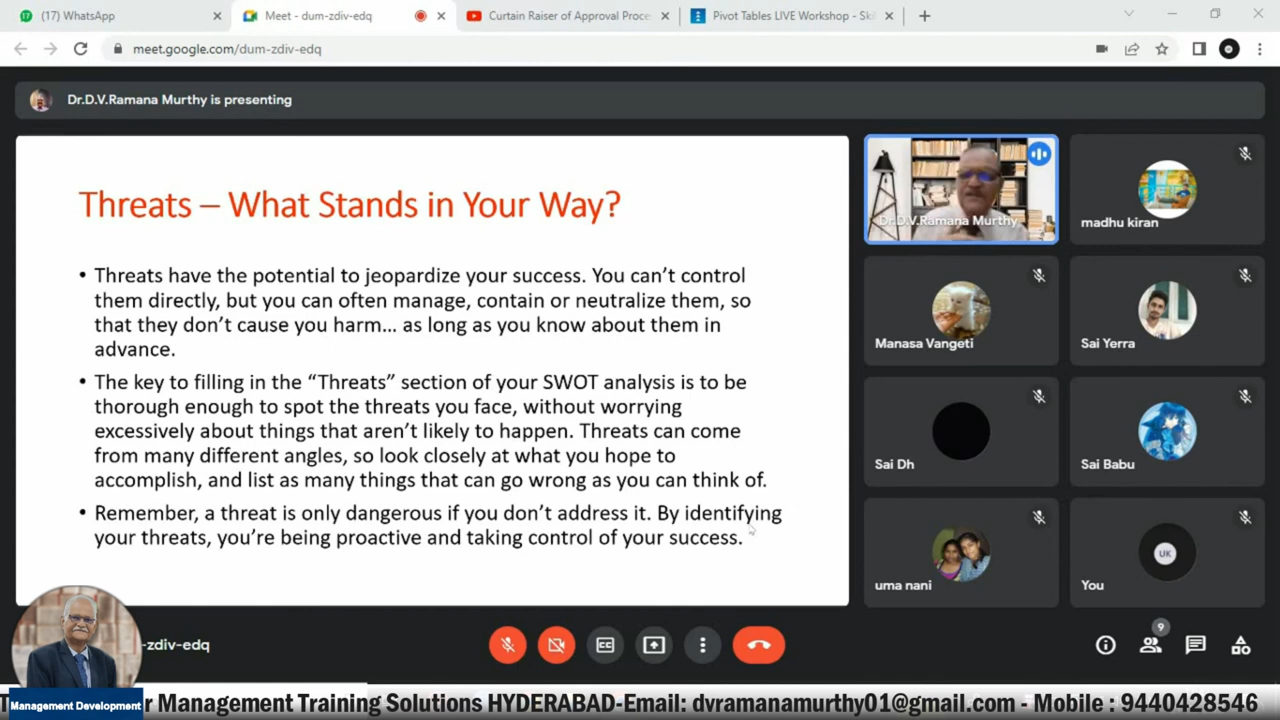 (17) WhatsApp
Meet - dum-zdiv-edq
Curtain Raiser of Approval Proce
Pivot Tables LIVE Workshop - Ski
meet.google.com/dum-zdiv-edq
Dr.D.V.Ramana Murthy is presenting
Threats – What Stands in Your Way?
• Threats have the potential to jeopardize your success. You can’t control
them directly, but you can often manage, contain or neutralize them, so
that they don’t cause you harm... as long as you know about them in
advance.
• The key to filling in the “Threats” section of your SWOT analysis is to be
thorough enough to spot the threats you face, without worrying
excessively about things that aren’t likely to happen. Threats can come
from many different angles, so look closely at what you hope to
accomplish, and list as many things that can go wrong as you can think of.
• Remember, a threat is only dangerous if you don’t address it. By identifying
your threats, you’re being proactive and taking control of your success.
Dr.D.V.Ramana Murthy
madhu kiran
Manasa Vangeti
Sai Yerra
Sai Dh
Sai Babu
uma nani
UK
You
-zdiv-edq
9
Management Development
r Management Training Solutions HYDERABAD-Email: dvramanamurthy01@gmail.com - Mobile : 9440428546